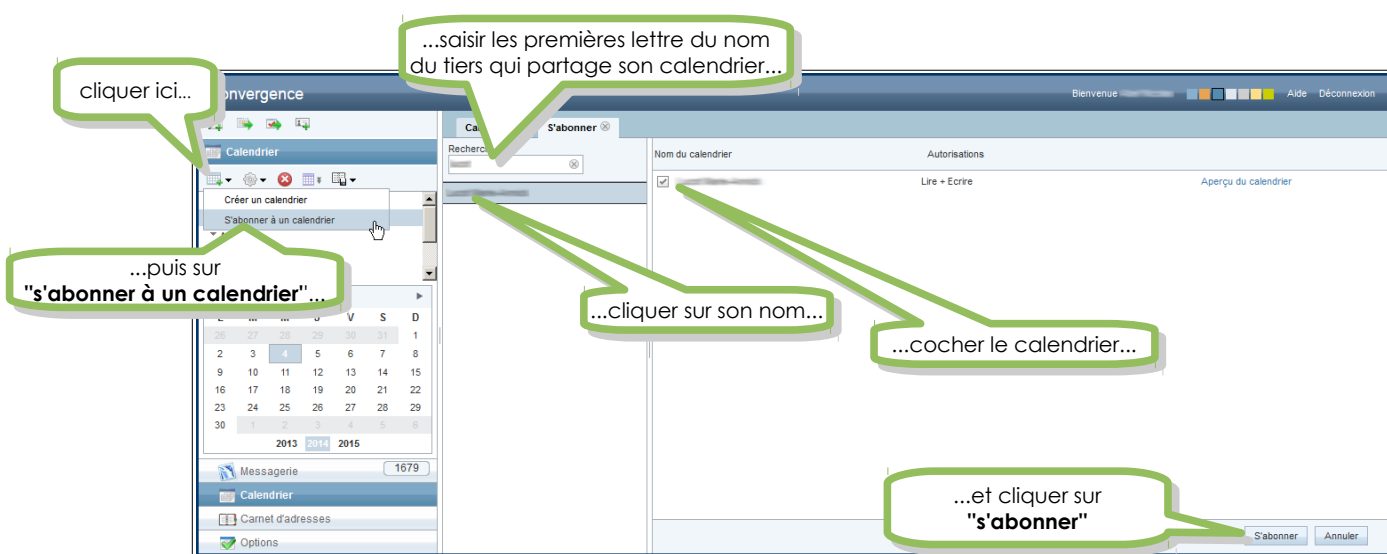 ...saisir les premières lettre du nom
du tiers qui partage son calendrier...
cliquer ici...
nvergence
Bienvenue
Aide Déconnexion
S'abonner
Calendrier
Nom du calendrier Autorisations
Lire + Ecrire Aperçu du calendrier
Créer un calendrier
S'abonner à un calendrier
...puis sur
"s'abonner à un calendrier"...
...cliquer sur son nom...
...cocher le calendrier...
V S D
26 27 28 29 30 31 1
2 3 4 5 6 7 8
9 10 11 12 13 14 15
16 17 18 19 20 21 22
23 24 25 26 27 28 29
30 1 2 3 4 5 6
2013 2014 2015
Messagerie 1679
Calendrier
Carnet d'adresses
Options
...et cliquer sur
"s'abonner"
S'abonner Annuler